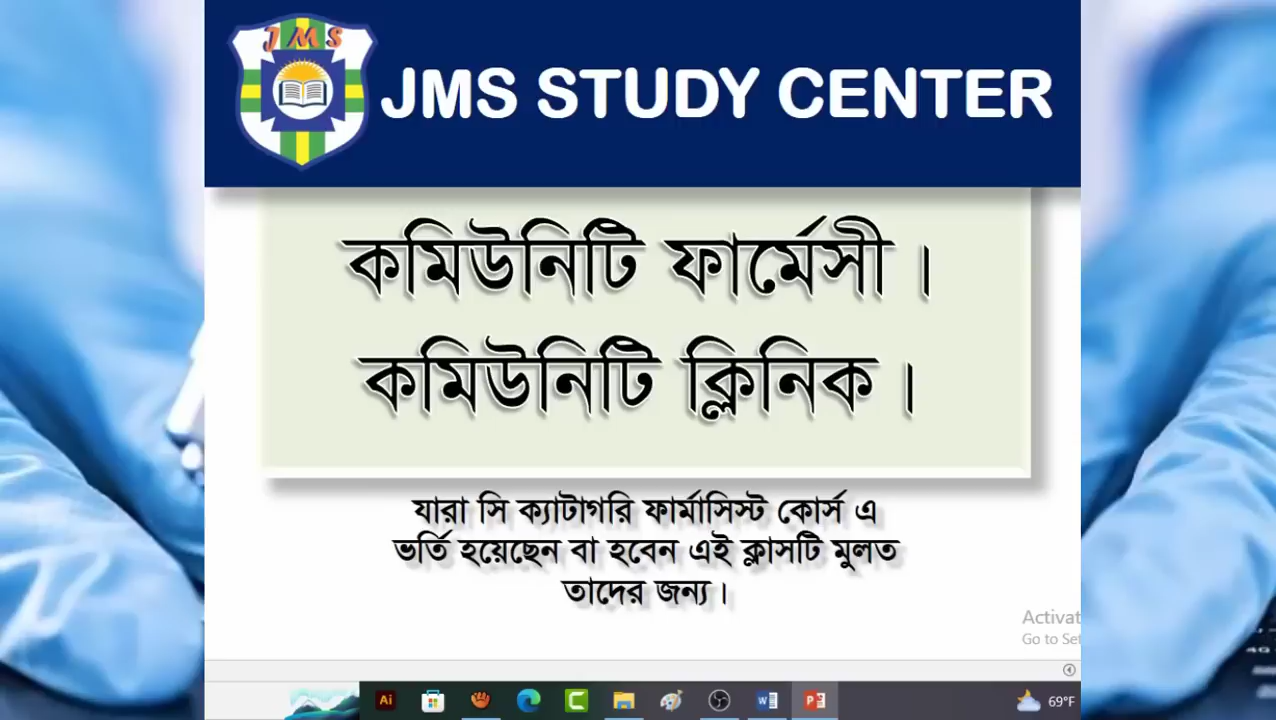 JMS
JMS STUDY CENTER
কমিউনিটি ফার্মেসী।
কমিউনিটি ক্লিনিক।
যারা সি ক্যাটাগরি ফার্মাসিস্ট কোর্স এ
ভর্তি হয়েছেন বা হবেন এই ক্লাসটি মুলত
তাদের জন্য।
Activat
Go to Set
Ai
69°F